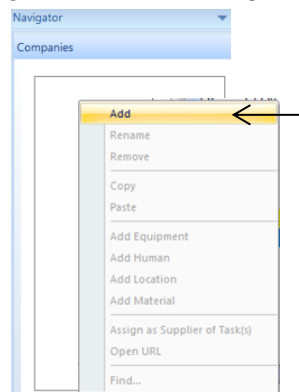 Navigator
Companies
Add
Rename
Remove
Copy
Paste
Add Equipment
Add Human
Add Location
Add Material
Assign as Supplier of Task(s)
Open URL
Find...